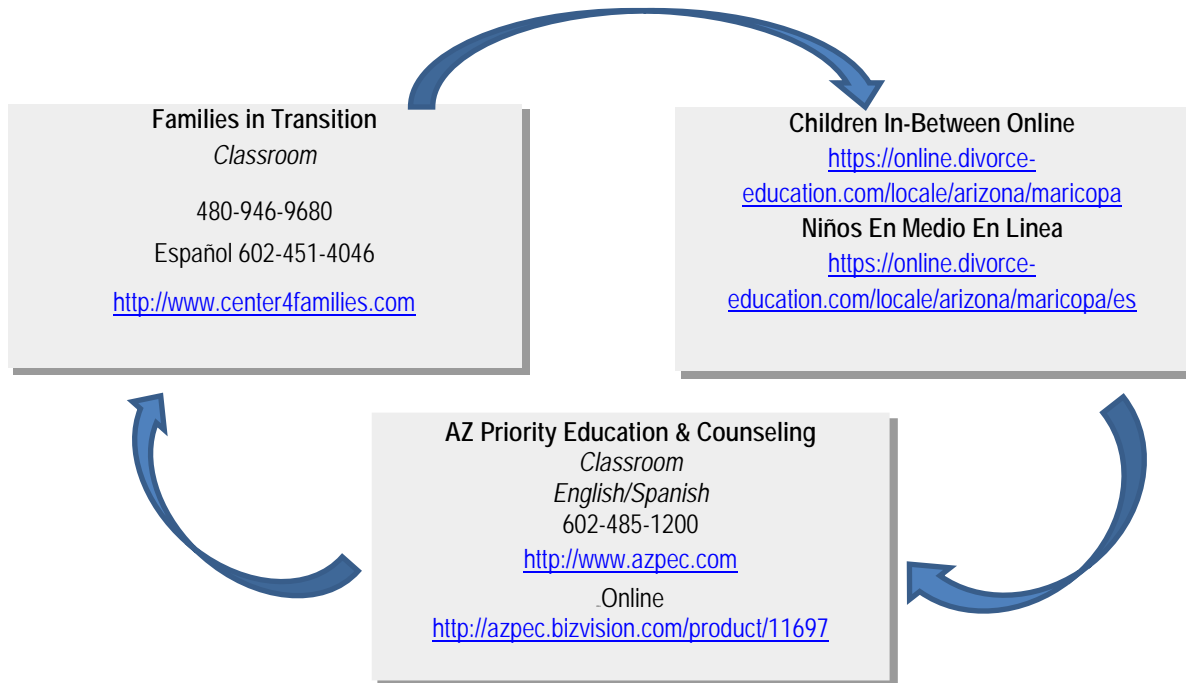 Families in Transition
Classroom
480-946-9680
Español 602-451-4046
http://www.center4families.com
Children In-Between Online
https://online.divorce-
education.com/locale/arizona/maricopa
Niños En Medio En Linea
https://online.divorce-
education.com/locale/arizona/maricopa/es
AZ Priority Education & Counseling
Classroom
English/Spanish
602-485-1200
http://www.azpec.com
Online
http://azpec.bizvision.com/product/11697